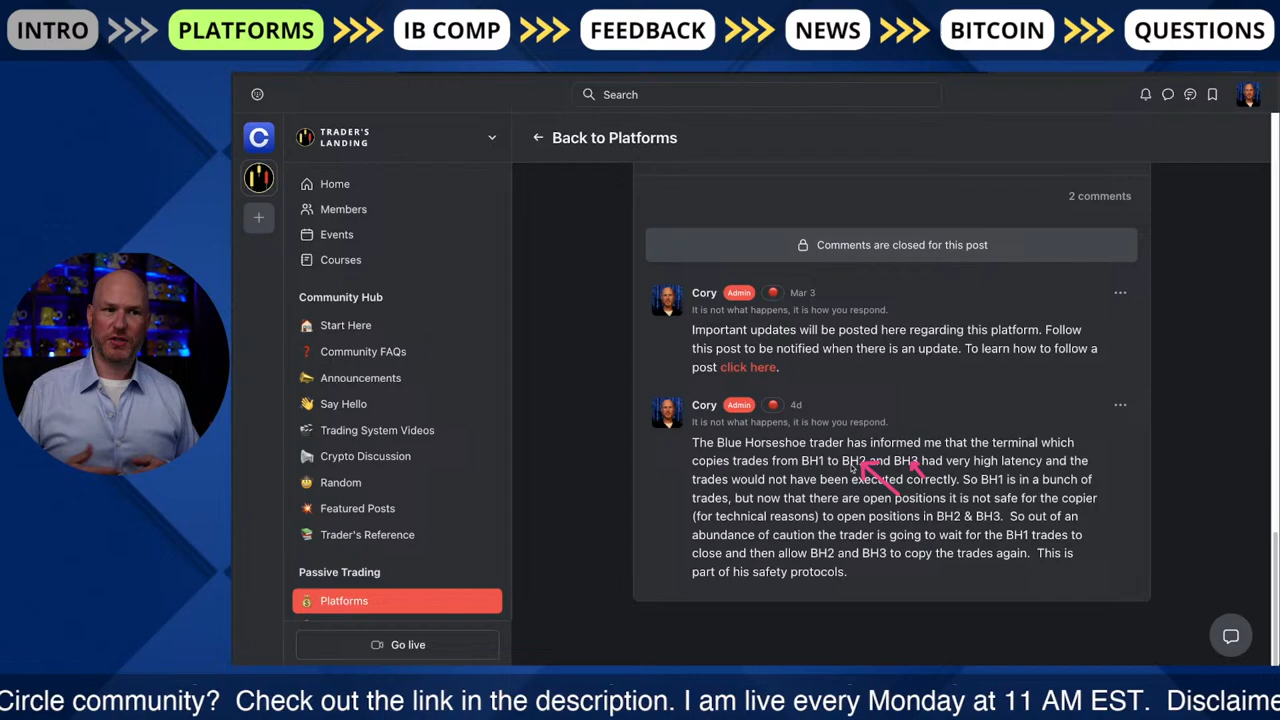 INTRO
PLATFORMS
IB COMP
FEEDBACK
NEWS
BITCOIN
QUESTIONS
Search
TRADER'S
LANDING
Back to Platforms
Home
Members
Events
Courses
Community Hub
Start Here
Community FAQs
Announcements
Say Hello
Trading System Videos
Crypto Discussion
Random
Featured Posts
Trader's Reference
Passive Trading
Platforms
Go live
2 comments
Comments are closed for this post
Cory Admin Mar 3
It is not what happens, it is how you respond.
Important updates will be posted here regarding this platform. Follow
this post to be notified when there is an update. To learn how to follow a
post click here.
Cory Admin 4d
It is not what happens, it is how you respond.
The Blue Horseshoe trader has informed me that the terminal which
copies trades from BH1 to BH2 and BH3 had very high latency and the
trades would not have been executed correctly. So BH1 is in a bunch of
trades, but now that there are open positions it is not safe for the copier
(for technical reasons) to open positions in BH2 & BH3. So out of an
abundance of caution the trader is going to wait for the BH1 trades to
close and then allow BH2 and BH3 to copy the trades again. This is
part of his safety protocols.
Circle community? Check out the link in the description. I am live every Monday at 11 AM EST. Disclaime